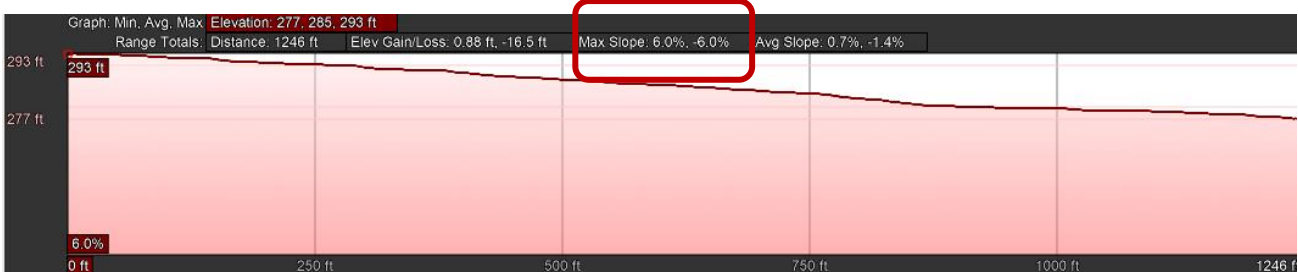 Graph: Min, Avg, Max Elevation: 277, 285, 293 ft
Range Totals: Distance: 1246 ft Elev Gain/Loss: 0.88 ft, -16.5 ft Max Slope: 6.0%, -6.0% Avg Slope: 0.7%, -1.4%
293 ft
293 ft
277 ft
6.0%
0 ft 250 ft 500 ft 750 ft 1000 ft 1246 ft